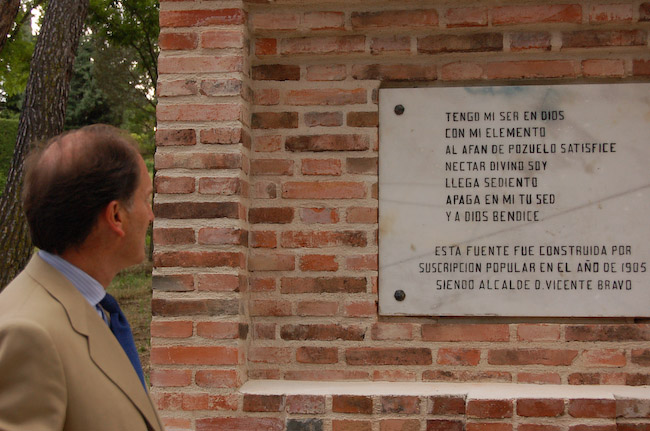 TENGO MI SER EN DIOS
CON MI ELEMENTO
AL AFAN DE POZUELO SATISFICE
NECTAR DIVINO SOY
LLEGA SEDIENTO
APAGA EN MI TU SED
Y A DIOS BENDICE
ESTA FUENTE FUE CONSTRUIDA POR
SUSCRIPCION POPULAR EN EL AÑO DE 1905
SIENDO ALCALDE D. VICENTE BRAVO